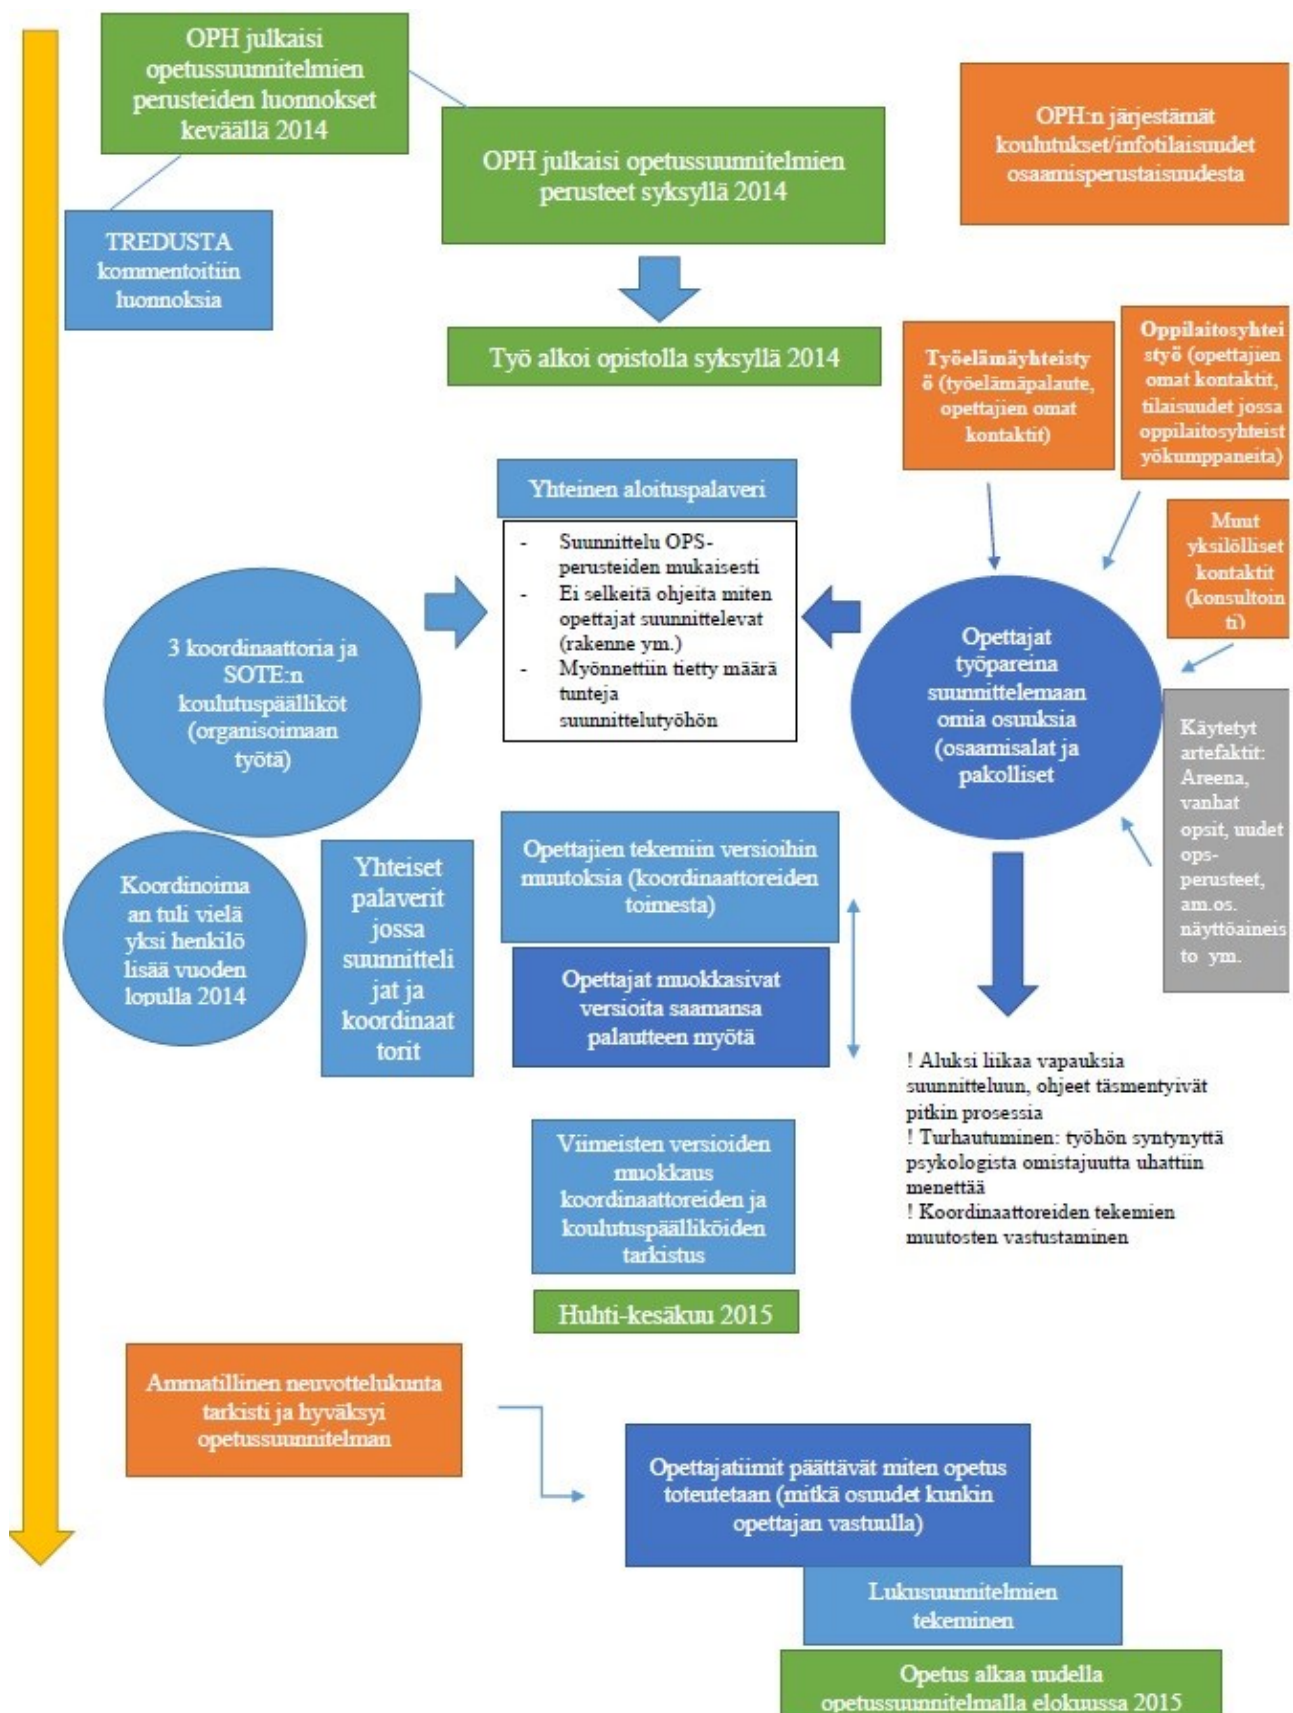 OPH julkaisi
opetussuunnitelmien
perusteiden luonnokset
keväällä 2014
OPH julkaisi opetussuunnitelmien
perusteet syksyllä 2014
OPH:n järjestämät
koulutukset/infotilaisuudet
osaamisperustaisuudesta
TREDUSTA
kommentoitiin
luonnoksia
Työ alkoi opistolla syksyllä 2014
Työelämäyhteisty
ö (työelämäpalaute,
opettajien omat
kontaktit)
Oppilaitosyhtei
styö (opettajien
omat kontaktit,
tilaisuudet jossa
oppilaitosyhteist
yökumppaneita)
Muut
yksilölliset
kontaktit
(konsultoin
ti)
Yhteinen aloituspalaveri
- Suunnittelu OPS-
perusteiden mukaisesti
- Ei selkeitä ohjeita miten
opettajat suunnittelevat
(rakenne ym.)
- Myönnettiin tietty määrä
tunteja
suunnittelutyöhön
3 koordinaattoria ja
SOTE:n
koulutuspäälliköt
(organisoimaan
työtä)
Opettajat
työpareina
suunnittelemaan
omia osuuksia
(osaamisalat ja
pakolliset
Käytetyt
artefaktit:
Areena,
vanhat
opsit, uudet
ops-
perusteet,
am.os.
näyttöaineis
to ym.
Koordinoima
an tuli vielä
yksi henkilö
lisää vuoden
lopulla 2014
Yhteiset
palaverit
jossa
suunnitteli
jat ja
koordinaat
torit
Opettajien tekemiin versioihin
muutoksia (koordinaattoreiden
toimesta)
Opettajat muokkasivat
versioita saamansa
palautteen myötä
! Aluksi liikaa vapauksia
suunnitteluun, ohjeet täsmentyivät
pitkin prosessia
! Turhautuminen: työhön syntynyttä
psykologista omistajuutta uhattiin
menettää
! Koordinaattoreiden tekemien
muutosten vastustaminen
Viimeisten versioiden
muokkaus
koordinaattoreiden ja
koulutuspäälliköiden
tarkistus
Huhti-kesäkuu 2015
Ammatillinen neuvottelukunta
tarkisti ja hyväksyi
opetussuunnitelman
Opettajatiimit päättävät miten opetus
toteutetaan (mitkä osuudet kunkin
opettajan vastuulla)
Lukusuunnitelmien
tekeminen
Opetus alkaa uudella
opetussuunnitelmalla elokuussa 2015